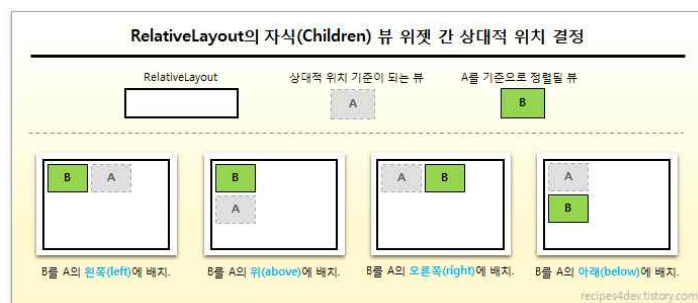 RelativeLayout의 자식(Children) 뷰 위젯 간 상대적 위치 결정
RelativeLayout
상대적 위치 기준이 되는 뷰
A를 기준으로 정렬될 뷰
A
B
B A
B
A
A B
A
B
B를 A의 왼쪽(left)에 배치.
B를 A의 위(above)에 배치.
B를 A의 오른쪽(right)에 배치.
B를 A의 아래(below)에 배치.
recipes4dev.tistory.com